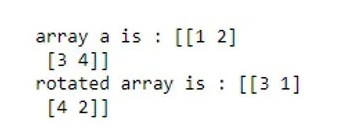 array a is : [[1 2]
 [3 4]]
rotated array is : [[3 1]
 [4 2]]